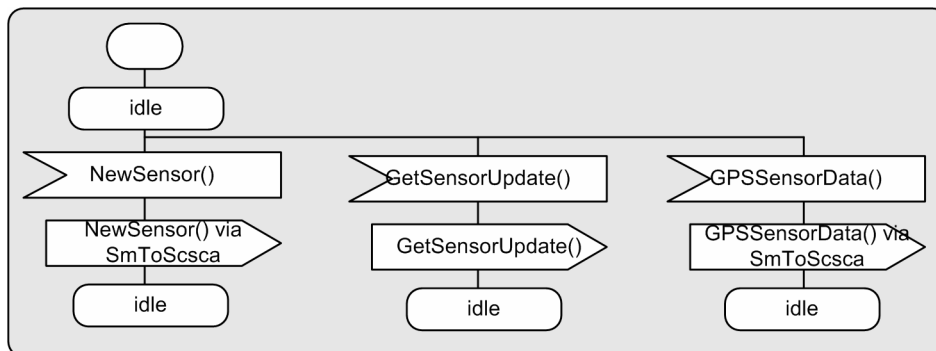 idle
NewSensor()
GetSensorUpdate()
GPSSensorData()
NewSensor() via
SmToScsca
GetSensorUpdate()
GPSSensorData() via
SmToScsca
idle
idle
idle